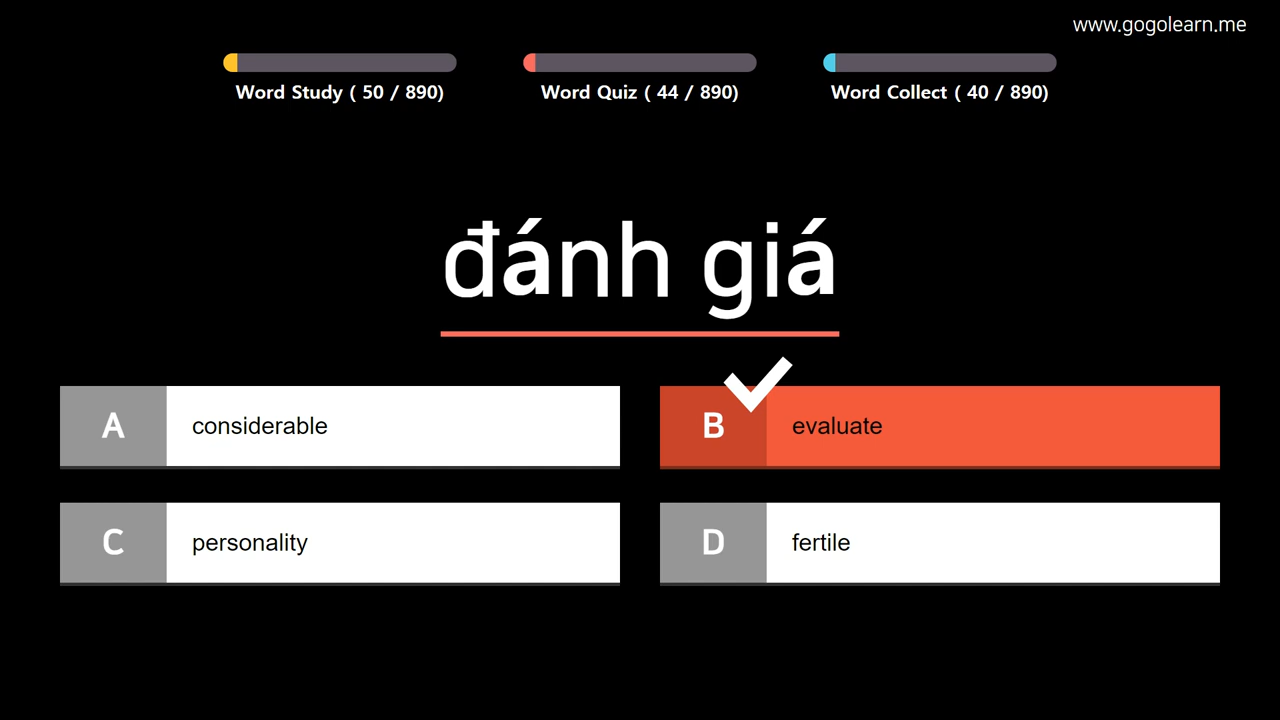 www.gogolearn.me
Word Study ( 50 / 890)
Word Quiz ( 44 / 890)
Word Collect ( 40 / 890)
đánh giá
A considerable
B evaluate
C personality
D fertile